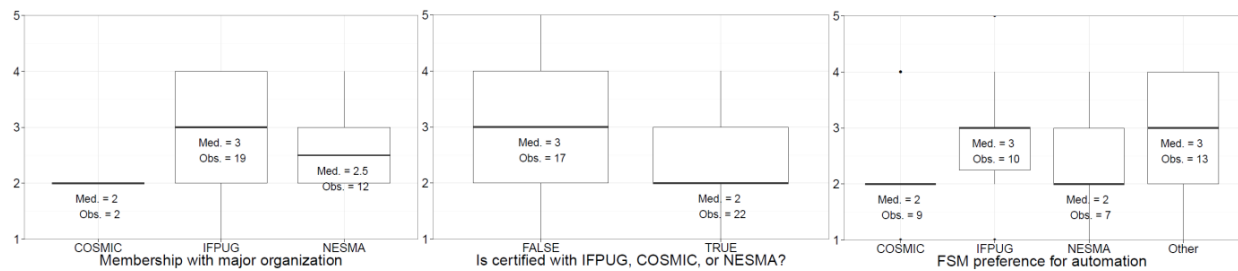 5
4
3
2
1
Med. = 2
Obs. = 2
Med. = 3
Obs. = 19
Med. = 2.5
Obs. = 12
COSMIC IFPUG NESMA
Membership with major organization
5
4
3
2
1
Med. = 3
Obs. = 17
Med. = 2
Obs. = 22
FALSE TRUE
Is certified with IFPUG, COSMIC, or NESMA?
5
4
3
2
1
Med. = 2
Obs. = 9
Med. = 3
Obs. = 10
Med. = 2
Obs. = 7
Med. = 3
Obs. = 13
COSMIC IFPUG NESMA Other
FSM preference for automation